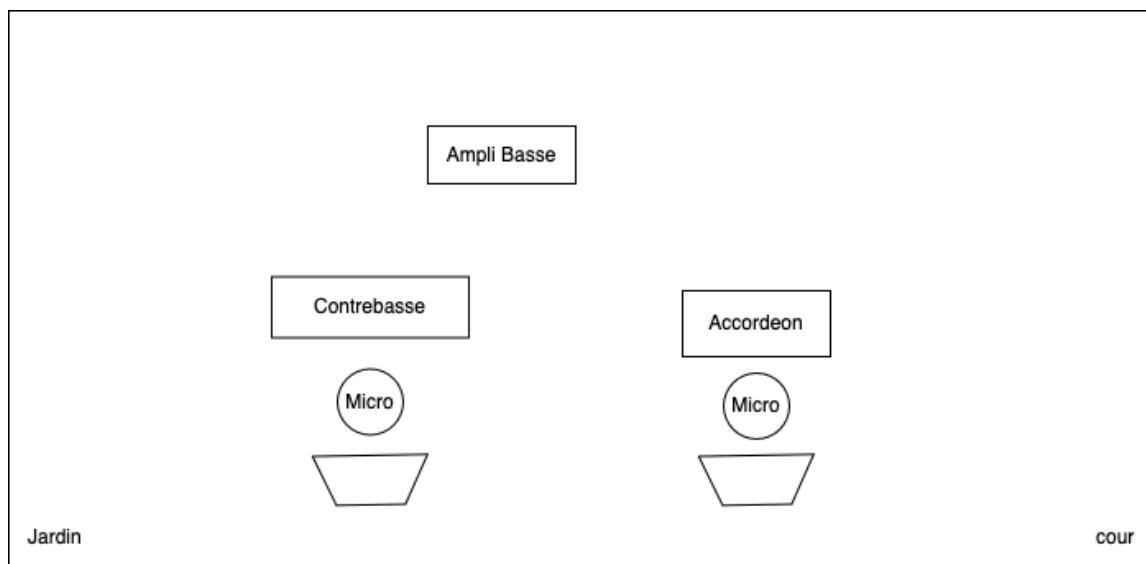 Ampli Basse
Contrebasse
Accordeon
Micro
Micro
Jardin
cour